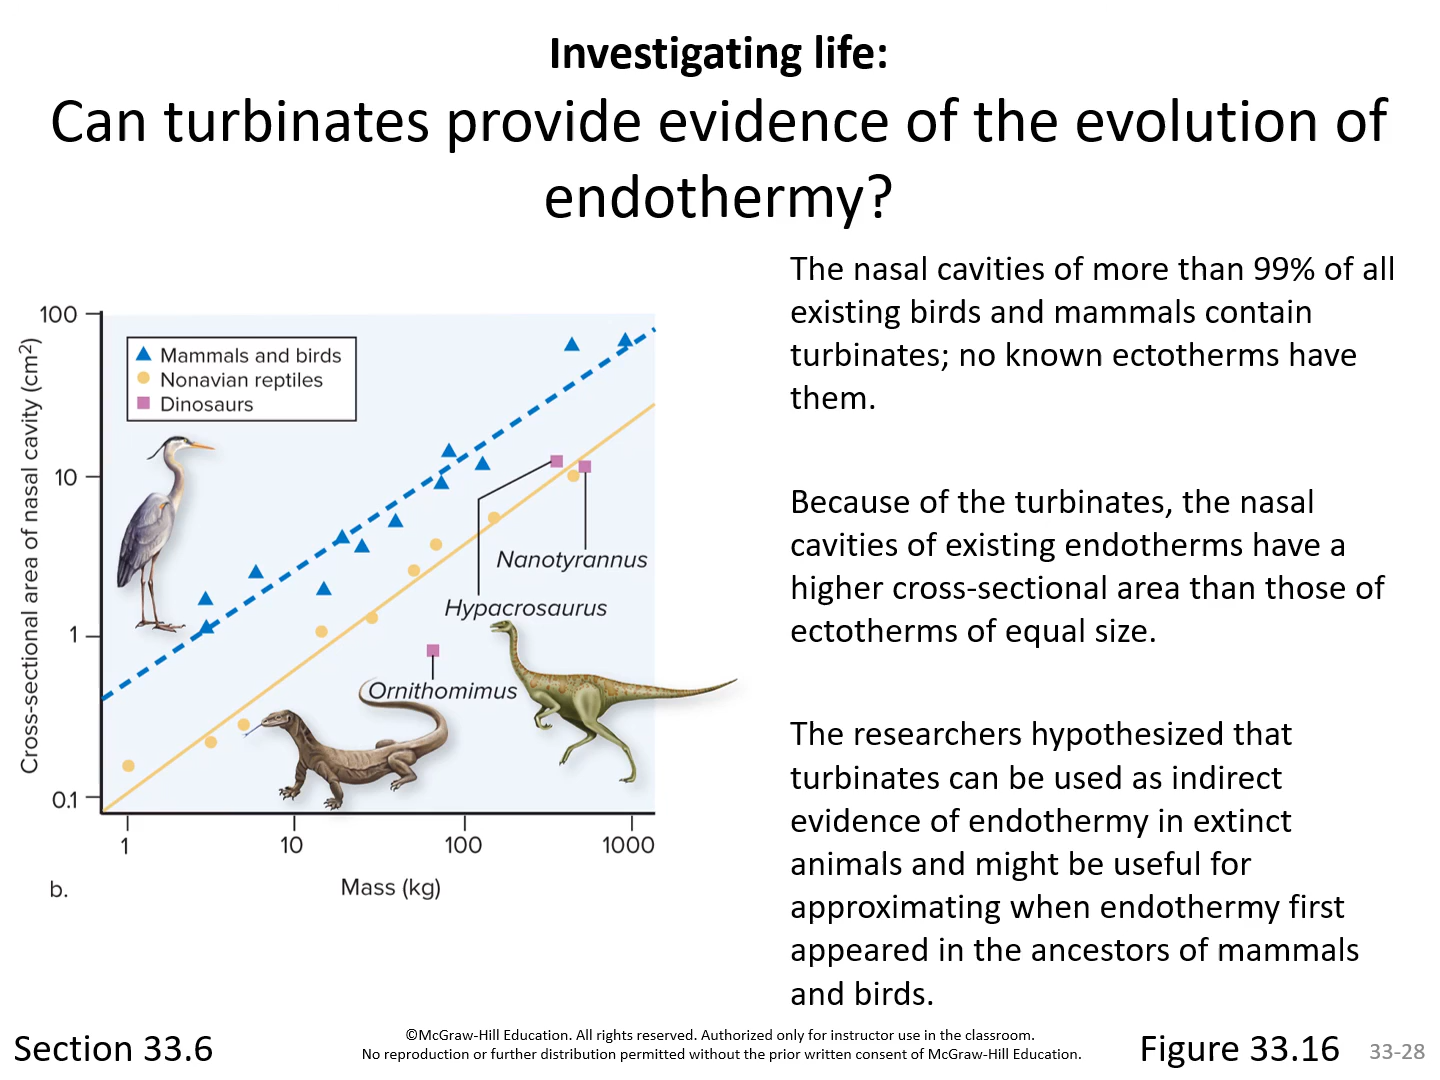 Investigating life:
Can turbinates provide evidence of the evolution of
endothermy?
The nasal cavities of more than 99% of all
existing birds and mammals contain
turbinates; no known ectotherms have
them.
Because of the turbinates, the nasal
cavities of existing endotherms have a
higher cross-sectional area than those of
ectotherms of equal size.
The researchers hypothesized that
turbinates can be used as indirect
evidence of endothermy in extinct
animals and might be useful for
approximating when endothermy first
appeared in the ancestors of mammals
and birds.
Cross-sectional area of nasal cavity (cm²)
100
10
1
0.1
Mammals and birds
Nonavian reptiles
Dinosaurs
Nanotyrannus
Hypacrosaurus
Ornithomimus
1
10
100
1000
b.
Mass (kg)
Section 33.6
©McGraw-Hill Education. All rights reserved. Authorized only for instructor use in the classroom.
No reproduction or further distribution permitted without the prior written consent of McGraw-Hill Education.
Figure 33.16
33-28